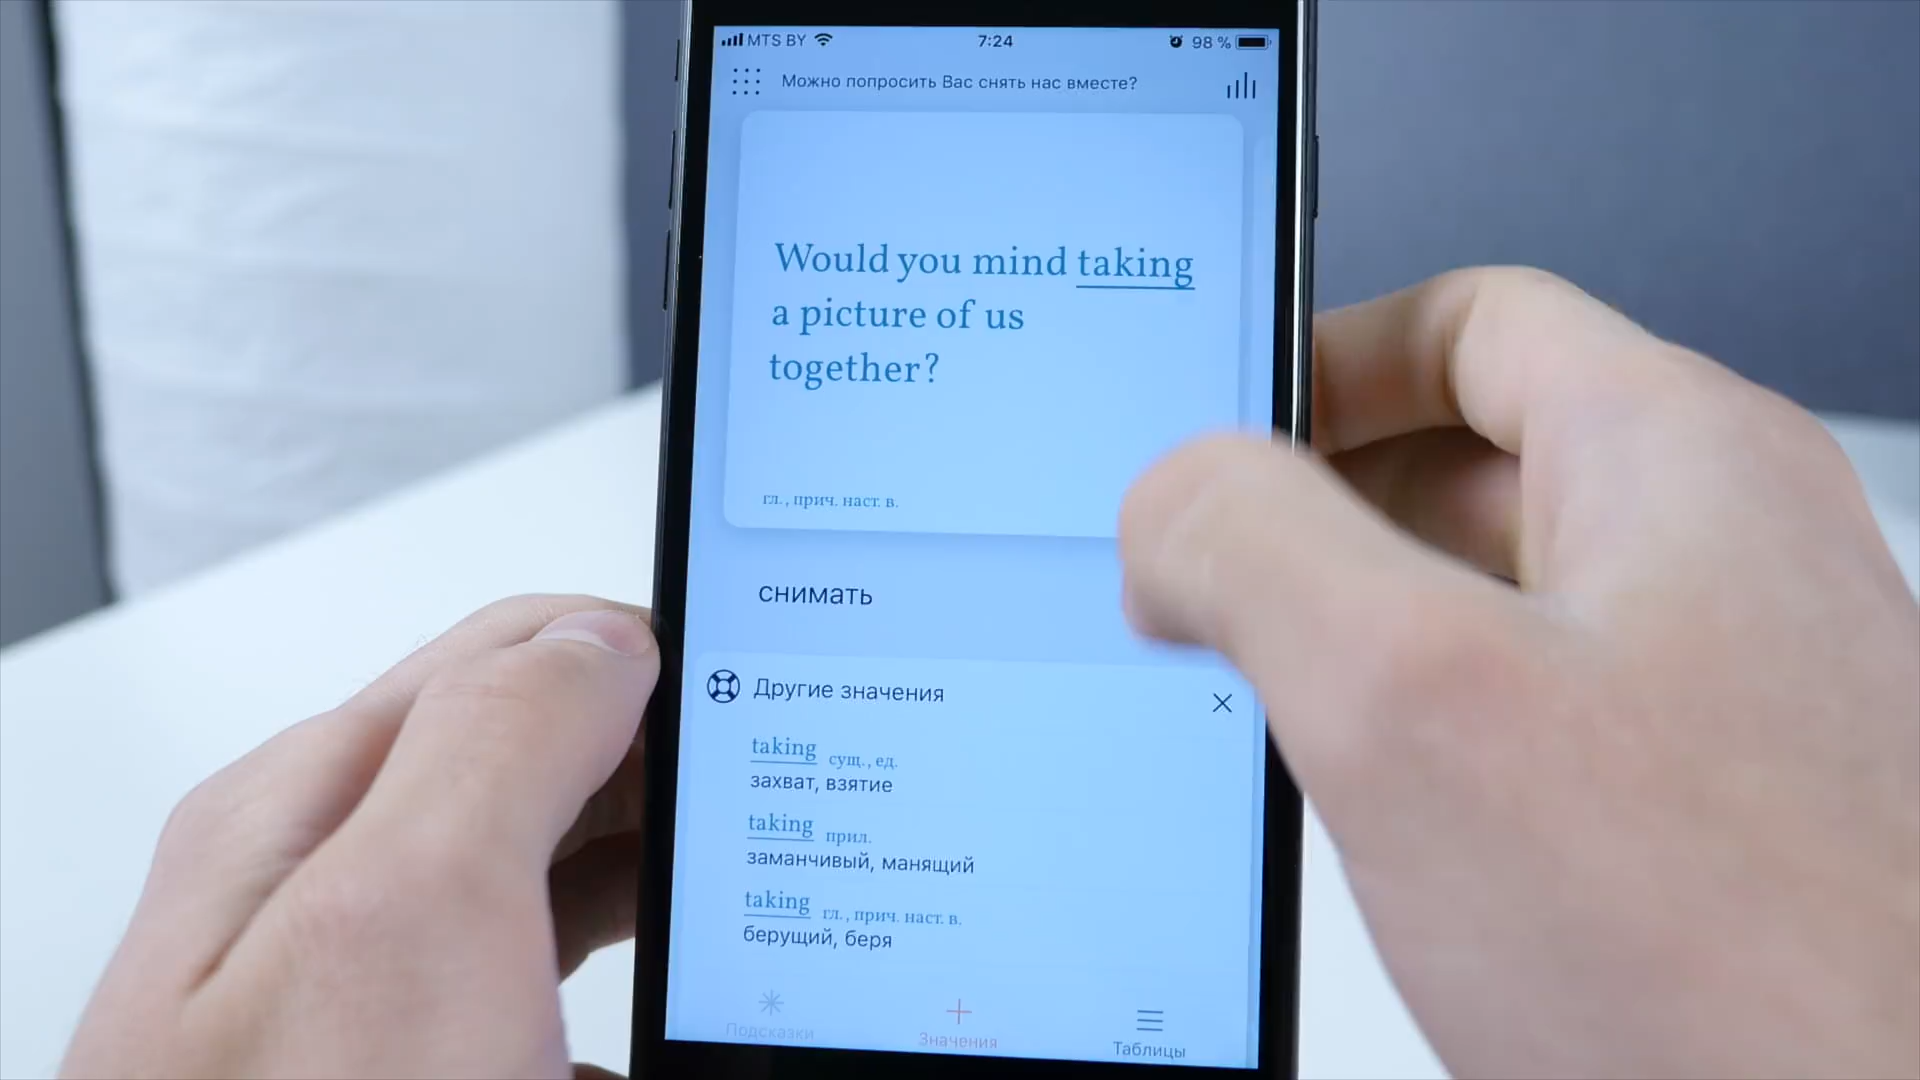 MTS BY 7:24 98 %
Можно попросить Вас снять нас вместе?
Would you mind taking
a picture of us
together?
гл., прич. наст. в.
снимать
Другие значения
taking сущ., ед.
захват, взятие
taking прил.
заманчивый, манящий
taking гл., прич. наст. в.
берущий, беря
Подсказки Значения Таблицы